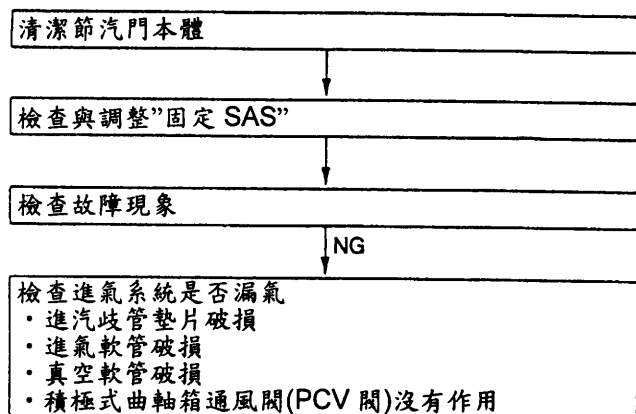 清潔節汽門本體
檢查與調整”固定 SAS”
檢查故障現象
NG
檢查進氣系統是否漏氣
・進汽歧管墊片破損
・進氣軟管破損
・真空軟管破損
・積極式曲軸箱通風閥(PCV 閥)沒有作用